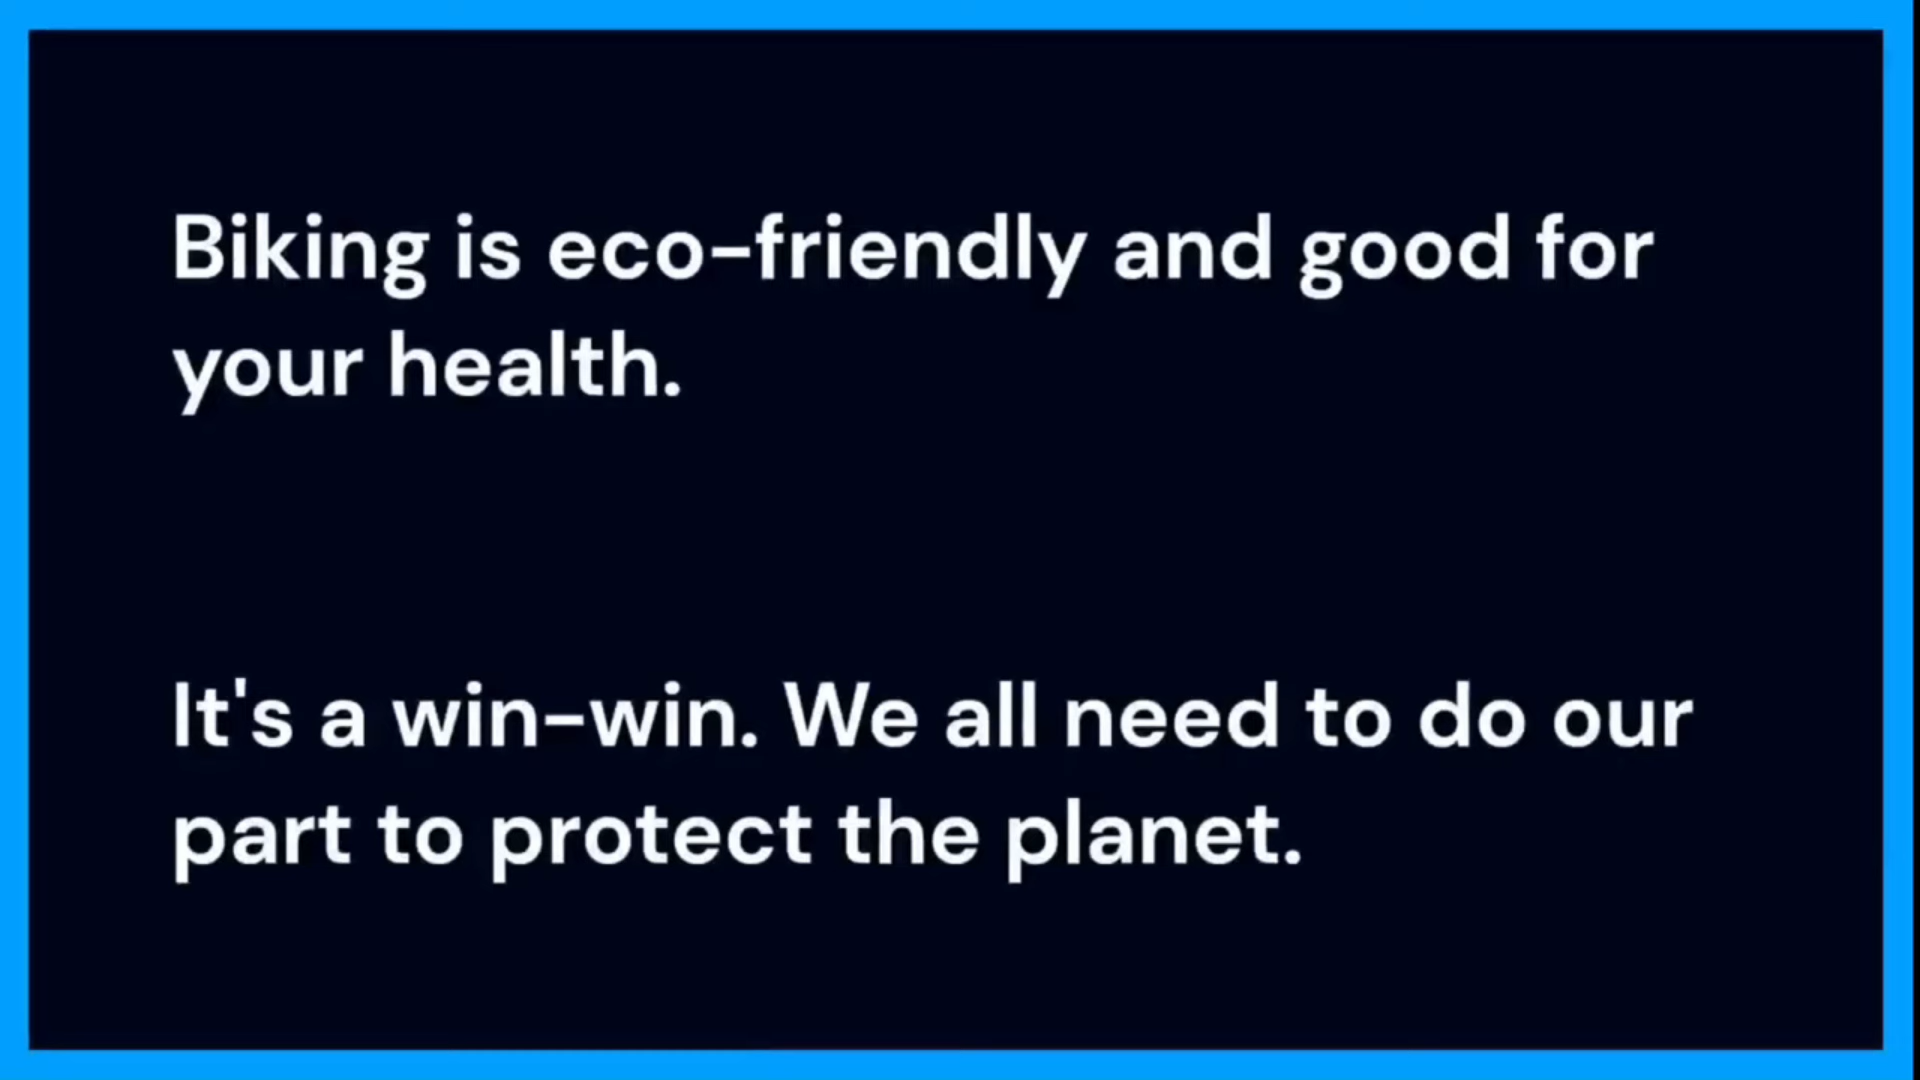 Biking is eco-friendly and good for
your health.
It's a win-win. We all need to do our
part to protect the planet.